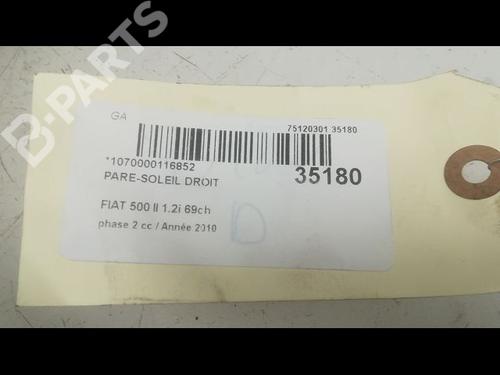 B-PARTS
GA
75120301 35180
*1070000116852
35180
PARE-SOLEIL DROIT
FIAT 500 II 1.2i 69ch
phase 2 cc / Année 2010
D